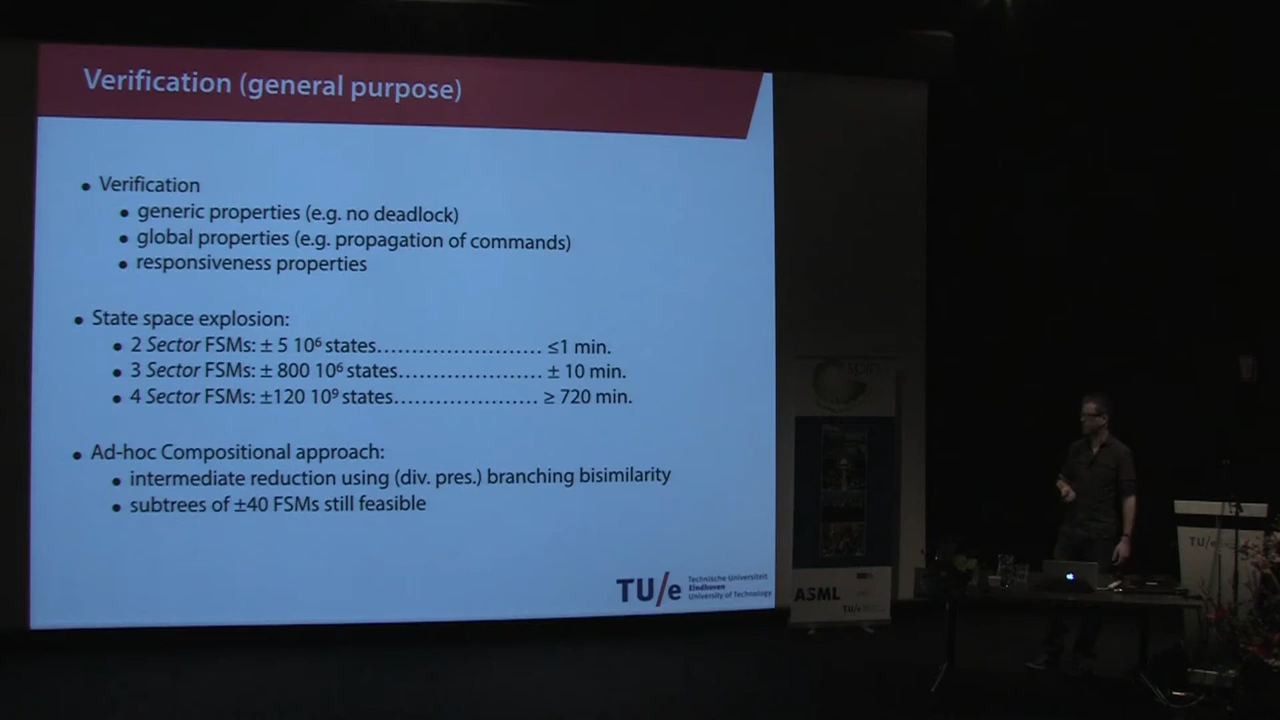 Verification (general purpose)
• Verification
• generic properties (e.g. no deadlock)
• global properties (e.g. propagation of commands)
• responsiveness properties
• State space explosion:
• 2 Sector FSMs: ± 5 10⁶ states........................ ≤1 min.
• 3 Sector FSMs: ± 800 10⁶ states..................... ± 10 min.
• 4 Sector FSMs: ±120 10⁹ states..................... ≥ 720 min.
• Ad-hoc Compositional approach:
• intermediate reduction using (div. pres.) branching bisimilarity
• subtrees of ±40 FSMs still feasible
TU/e Technische Universiteit
Eindhoven
University of Technology
spin
ASML
TU/e
TU/e